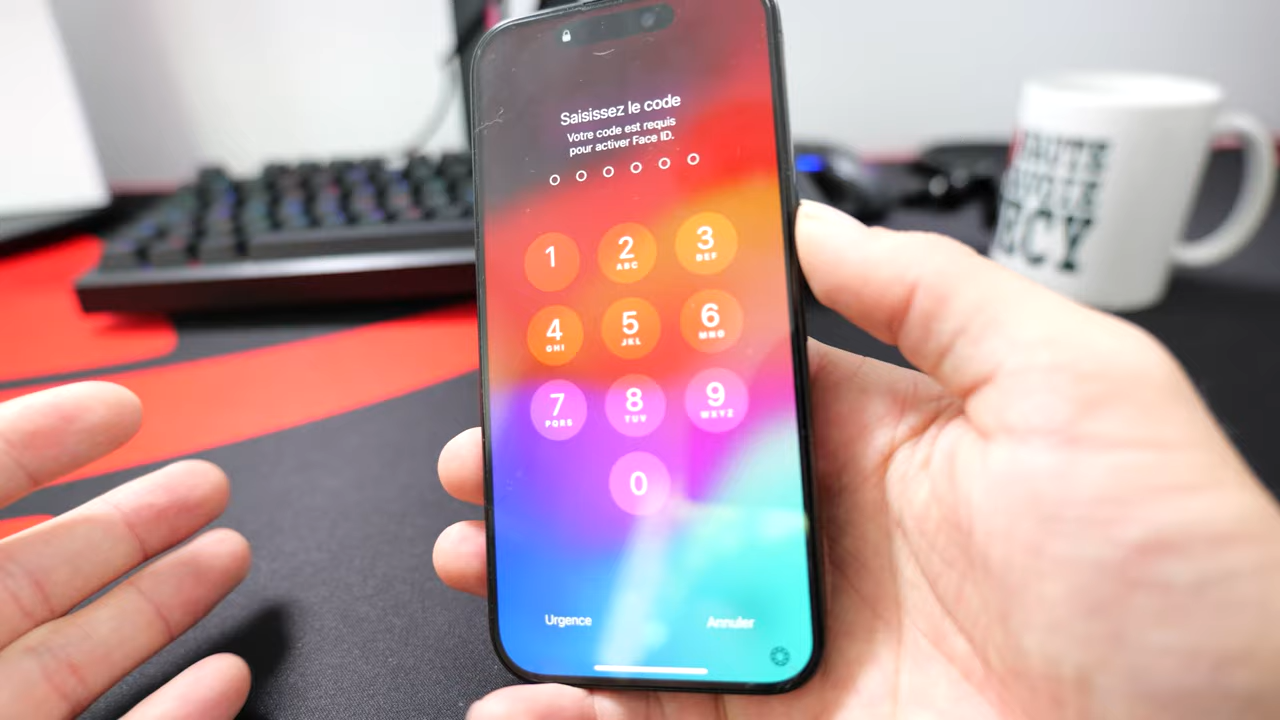 Saisissez le code
Votre code est requis
pour activer Face ID.
1
2
ABC
3
DEF
4
GHI
5
JKL
6
MNO
7
PQRS
8
TUV
9
WXYZ
0
Urgence
Annuler